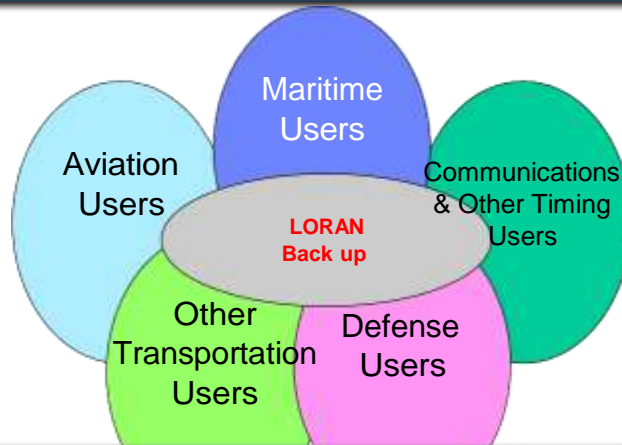 Maritime
Users
Aviation
Users
Communications
& Other Timing
Users
LORAN
Back up
Other
Transportation
Users
Defense
Users